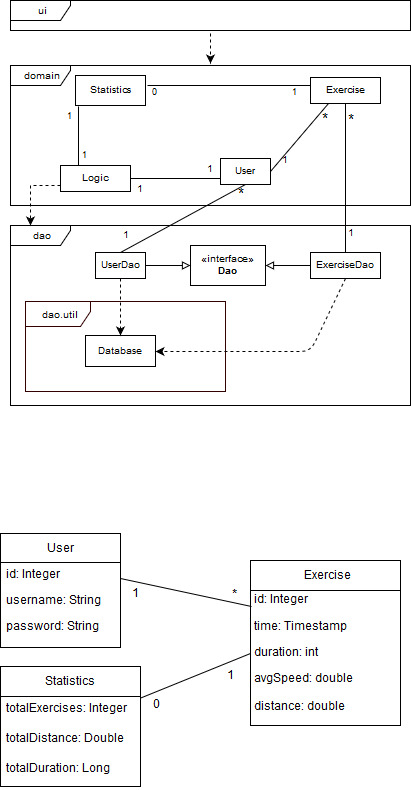 ui
domain
Statistics
0
1
Exercise
1
*
*
1
Logic
1
1
User
1
*
dao
1
1
UserDao
«interface»
Dao
ExerciseDao
dao.util
Database
User
id: Integer
username: String
password: String
1
*
Exercise
id: Integer
time: Timestamp
duration: int
avgSpeed: double
distance: double
Statistics
totalExercises: Integer
totalDistance: Double
totalDuration: Long
0
1